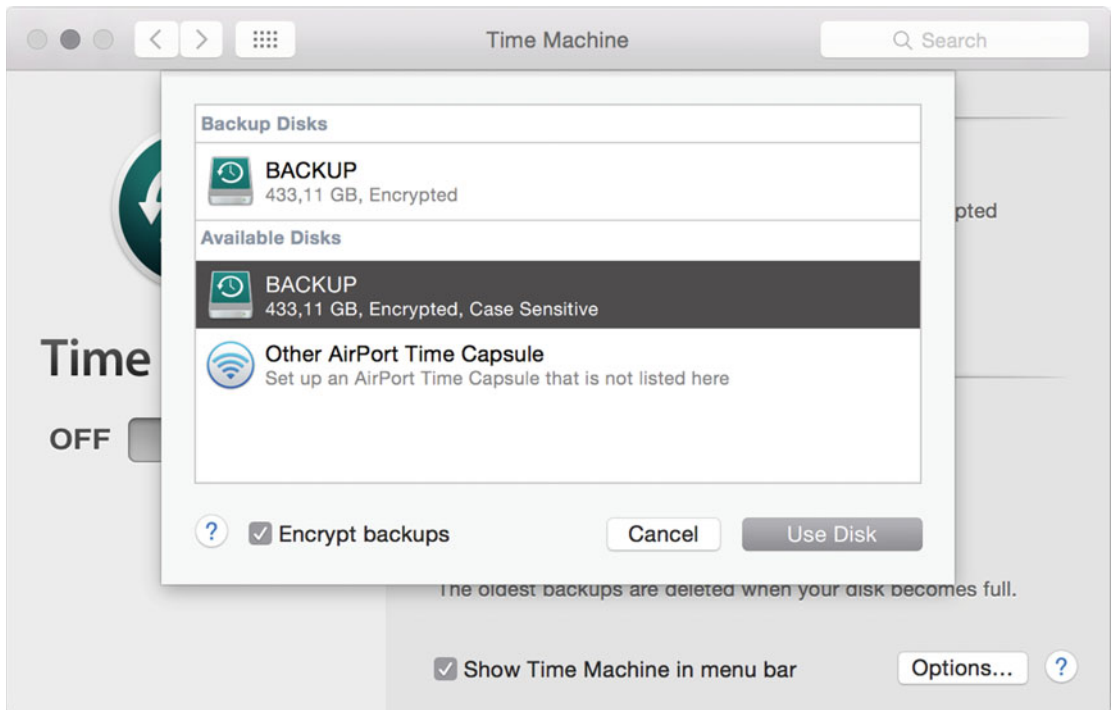 Time Machine
Search
Backup Disks
BACKUP
433,11 GB, Encrypted
pted
Available Disks
BACKUP
433,11 GB, Encrypted, Case Sensitive
Time
Other AirPort Time Capsule
Set up an AirPort Time Capsule that is not listed here
OFF
? Encrypt backups Cancel Use Disk
The oldest backups are deleted when your disk becomes full.
Show Time Machine in menu bar Options... ?